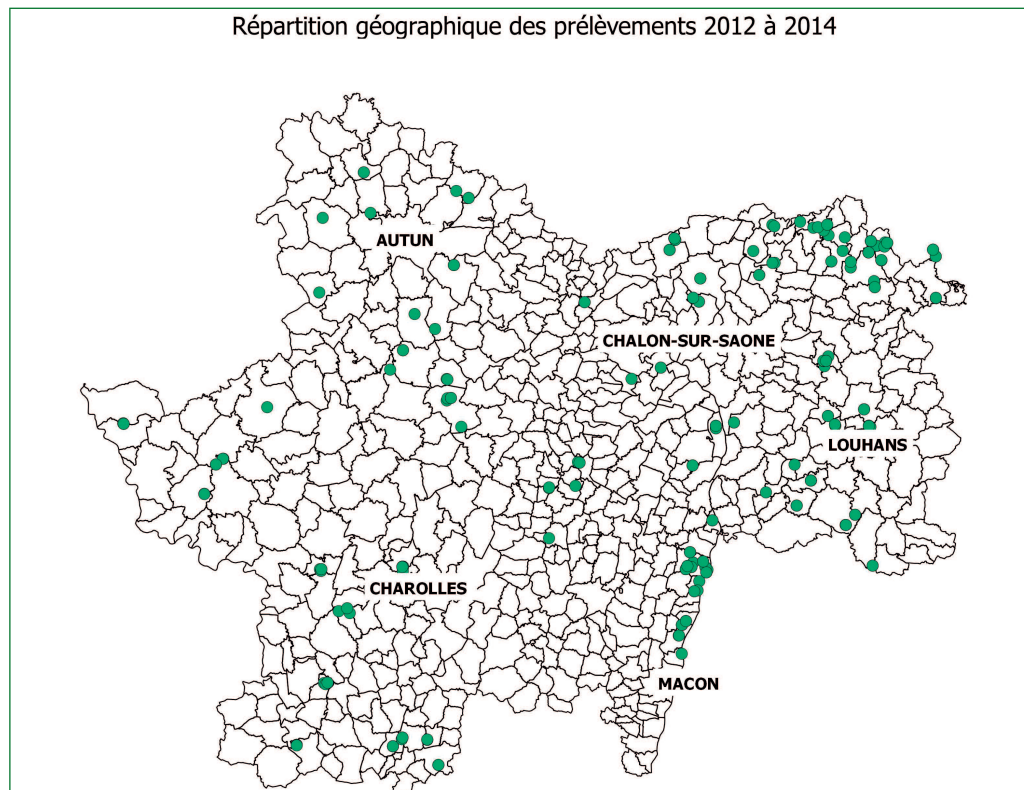 Répartition géographique des prélèvements 2012 à 2014
AUTUN
CHALON-SUR-SAONE
LOUHANS
CHAROLLES
MACON